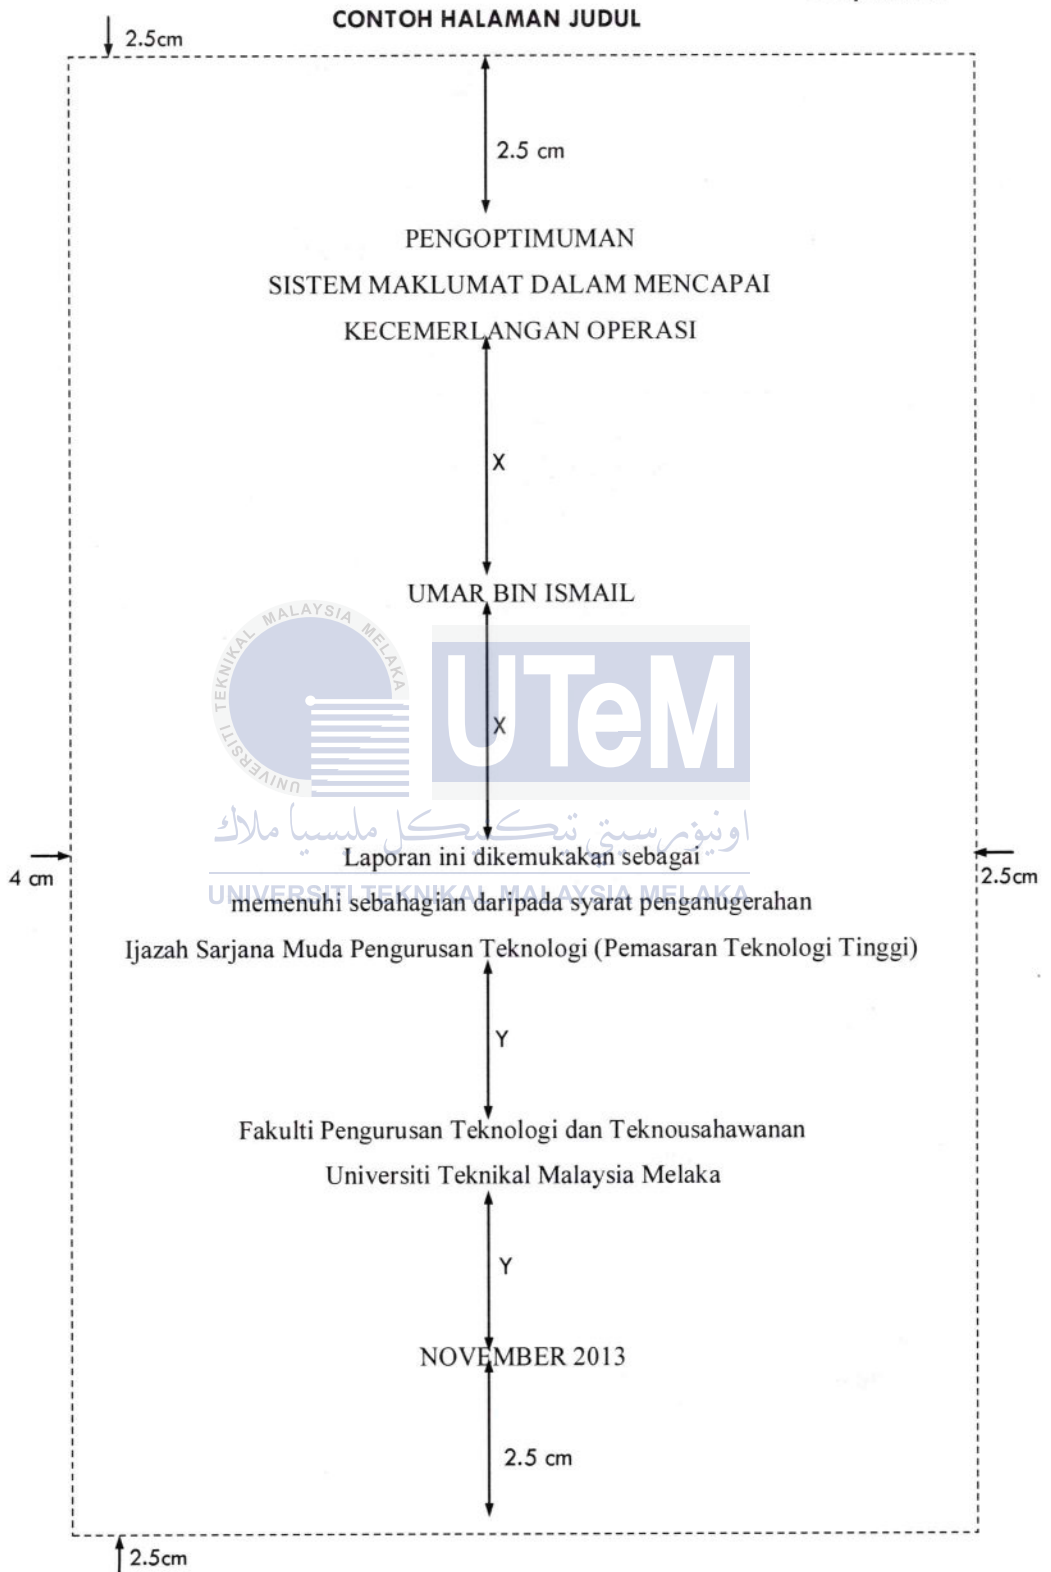 CONTOH HALAMAN JUDUL
2.5cm
2.5 cm
PENGOPTIMUMAN
SISTEM MAKLUMAT DALAM MENCAPAI
KECEMERLANGAN OPERASI
X
UMAR BIN ISMAIL
UNIVERSITI TEKNIKAL MALAYSIA MELAKA
UTeM
X
اونيۏرسيتي تيكنيكل مليسيا ملاك
Laporan ini dikemukakan sebagai
4 cm
2.5cm
UNIVERSITI TEKNIKAL MALAYSIA MELAKA
memenuhi sebahagian daripada syarat penganugerahan
Ijazah Sarjana Muda Pengurusan Teknologi (Pemasaran Teknologi Tinggi)
Y
Fakulti Pengurusan Teknologi dan Teknousahawanan
Universiti Teknikal Malaysia Melaka
Y
NOVEMBER 2013
2.5 cm
2.5cm